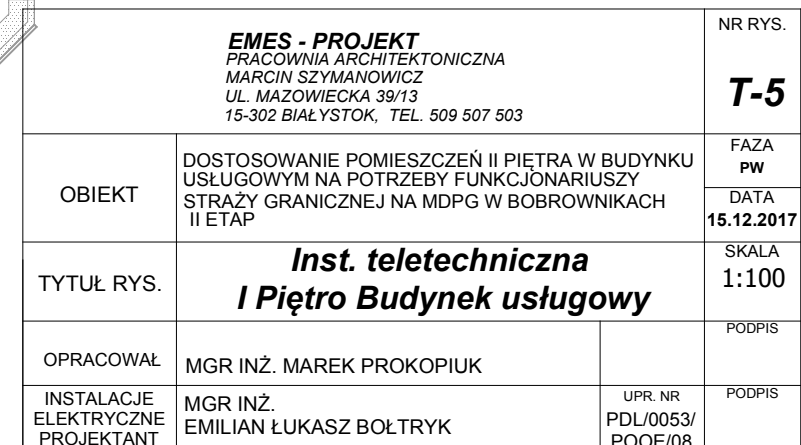 EMES - PROJEKT
PRACOWNIA ARCHITEKTONICZNA
MARCIN SZYMANOWICZ
UL. MAZOWIECKA 39/13
15-302 BIAŁYSTOK, TEL. 509 507 503
NR RYS.
T-5
OBIEKT
DOSTOSOWANIE POMIESZCZEŃ II PIĘTRA W BUDYNKU
USŁUGOWYM NA POTRZEBY FUNKCJONARIUSZY
STRAŻY GRANICZNEJ NA MDPG W BOBROWNIKACH
II ETAP
FAZA
PW
DATA
15.12.2017
TYTUŁ RYS.
Inst. teletechniczna
I Piętro Budynek usługowy
SKALA
1:100
OPRACOWAŁ
MGR INŻ. MAREK PROKOPIUK
PODPIS
INSTALACJE
ELEKTRYCZNE
PROJEKTANT
MGR INŻ.
EMILIAN ŁUKASZ BOŁTRYK
UPR. NR
PDL/0053/
POOE/08
PODPIS